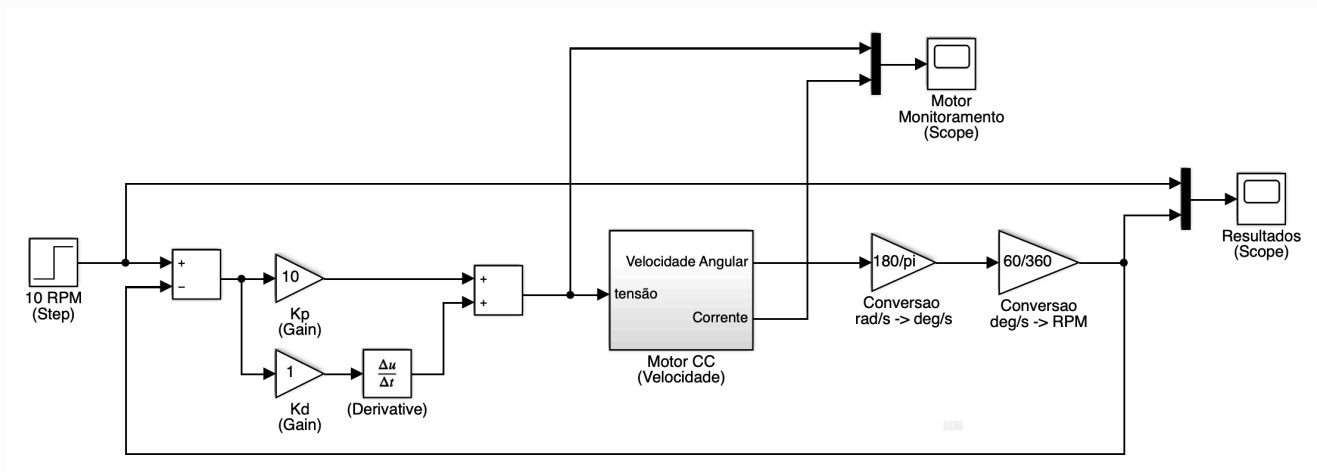 Motor
Monitoramento
(Scope)
10 RPM
(Step)
+
−
10
Kp
(Gain)
1
Kd
(Gain)
Δu
Δt
(Derivative)
+
+
Velocidade Angular
tensão
Corrente
Motor CC
(Velocidade)
180/pi
Conversao
rad/s -> deg/s
60/360
Conversao
deg/s -> RPM
Resultados
(Scope)